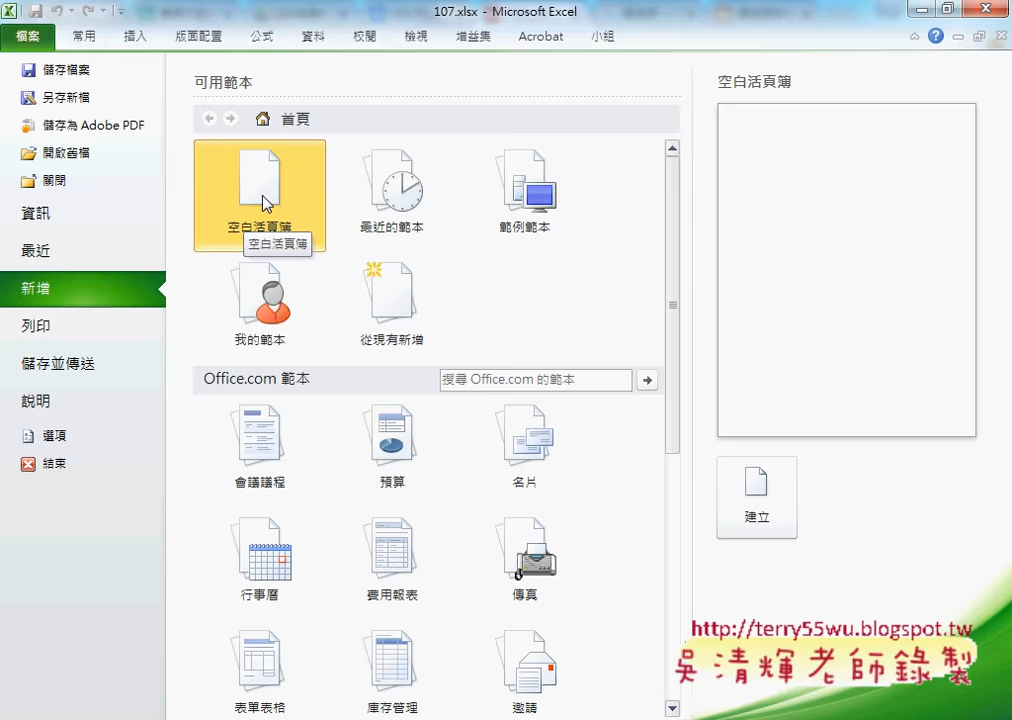 107.xlsx - Microsoft Excel
檔案 常用 插入 版面配置 公式 資料 校閱 檢視 增益集 Acrobat 小組
儲存檔案
另存新檔
儲存為 Adobe PDF
開啟舊檔
關閉
資訊
最近
新增
列印
儲存並傳送
說明
選項
結束
可用範本
首頁
空白活頁簿
最近的範本
範例範本
空白活頁簿
我的範本
從現有新增
Office.com 範本
搜尋 Office.com 的範本
會議議程
預算
名片
行事曆
費用報表
傳真
表單表格
庫存管理
邀請
空白活頁簿
建立
http://terry55wu.blogspot.tw
吳清輝老師錄製